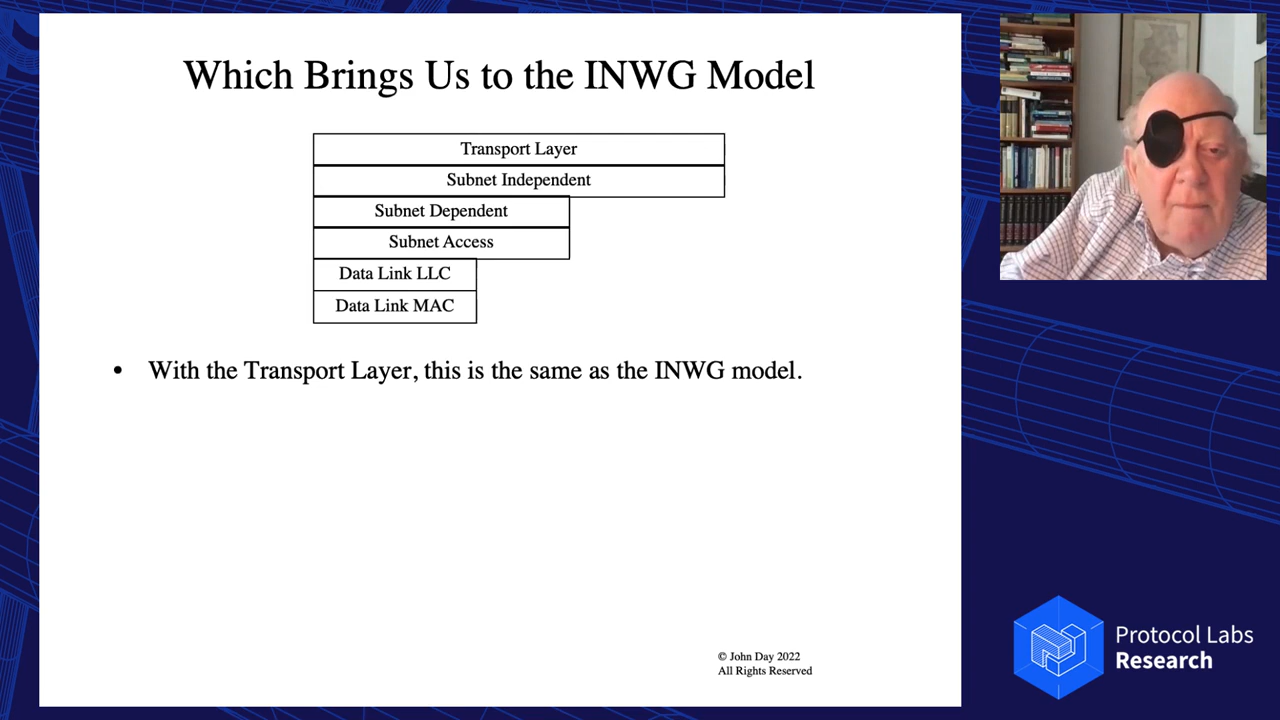 Which Brings Us to the INWG Model
Transport Layer
Subnet Independent
Subnet Dependent
Subnet Access
Data Link LLC
Data Link MAC
• With the Transport Layer, this is the same as the INWG model.
© John Day 2022
All Rights Reserved
Protocol Labs
Research